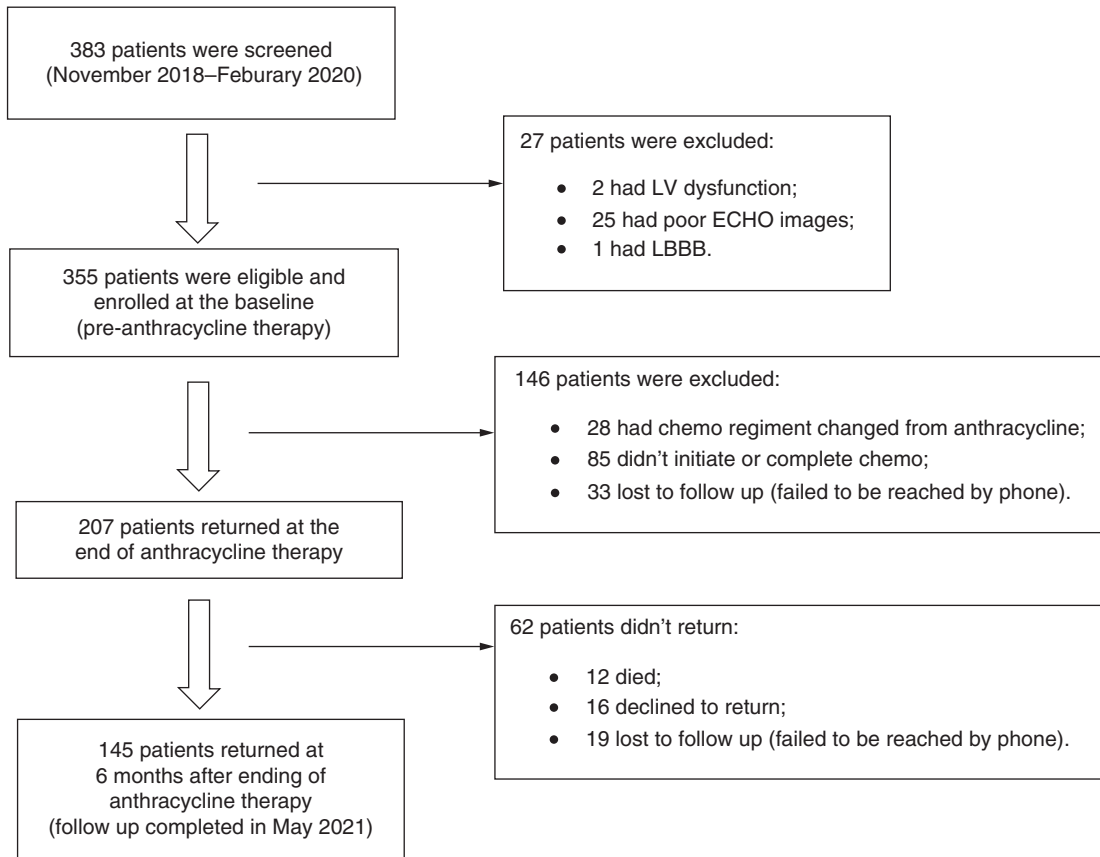 383 patients were screened
(November 2018–Feburary 2020)
27 patients were excluded:
• 2 had LV dysfunction;
• 25 had poor ECHO images;
• 1 had LBBB.
355 patients were eligible and
enrolled at the baseline
(pre-anthracycline therapy)
146 patients were excluded:
• 28 had chemo regiment changed from anthracycline;
• 85 didn't initiate or complete chemo;
• 33 lost to follow up (failed to be reached by phone).
207 patients returned at the
end of anthracycline therapy
62 patients didn't return:
• 12 died;
• 16 declined to return;
• 19 lost to follow up (failed to be reached by phone).
145 patients returned at
6 months after ending of
anthracycline therapy
(follow up completed in May 2021)